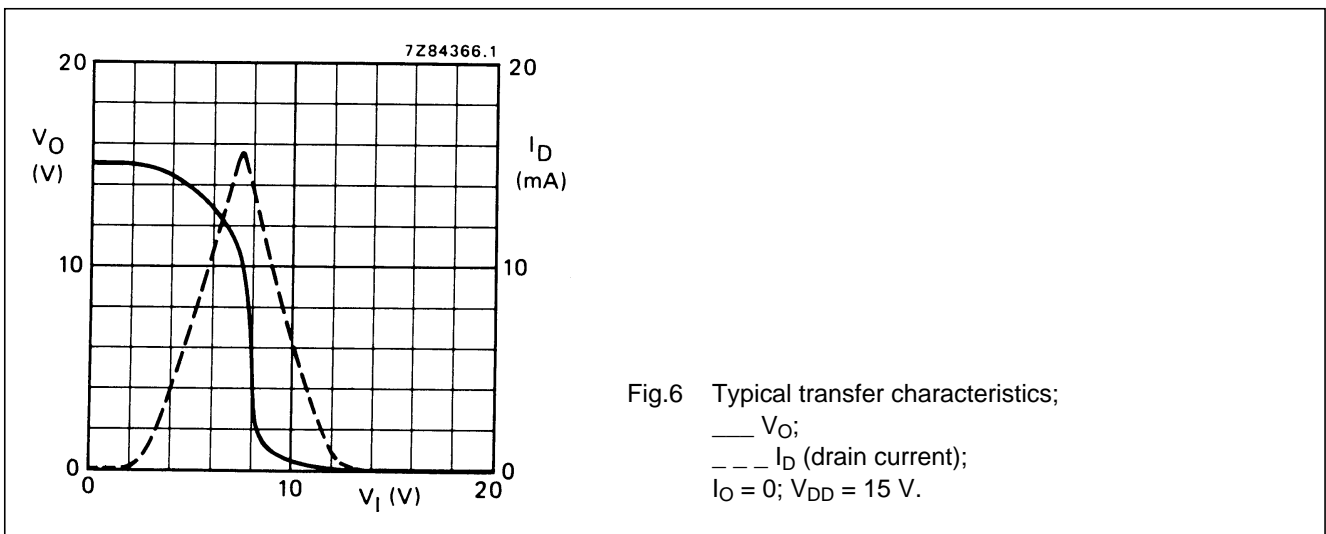 7Z84366.1
20
20
V_O
(V)
I_D
(mA)
10
10
0
0
0
10
20
V_I (V)
Fig.6 Typical transfer characteristics;
___ V_O;
_ _ _ I_D (drain current);
I_O = 0; V_DD = 15 V.